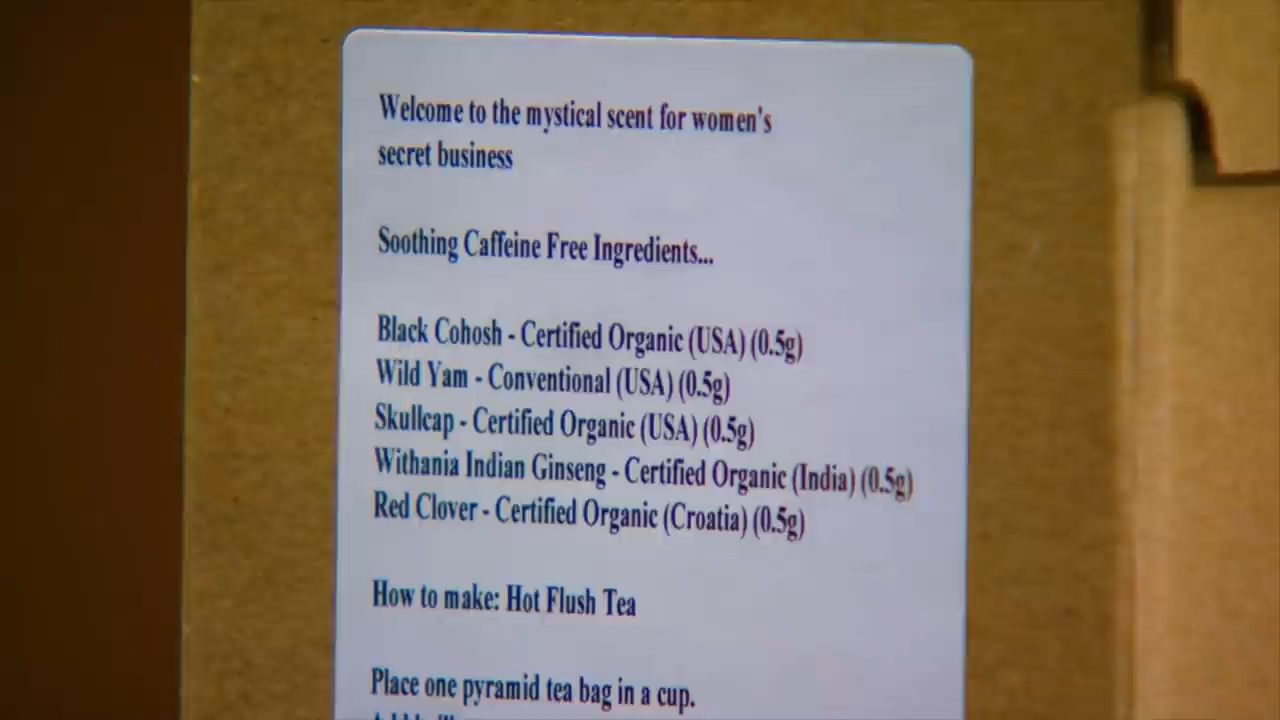 Welcome to the mystical scent for women's
secret business
Soothing Caffeine Free Ingredients...
Black Cohosh - Certified Organic (USA) (0.5g)
Wild Yam - Conventional (USA) (0.5g)
Skullcap - Certified Organic (USA) (0.5g)
Withania Indian Ginseng - Certified Organic (India) (0.5g)
Red Clover - Certified Organic (Croatia) (0.5g)
How to make: Hot Flush Tea
Place one pyramid tea bag in a cup.